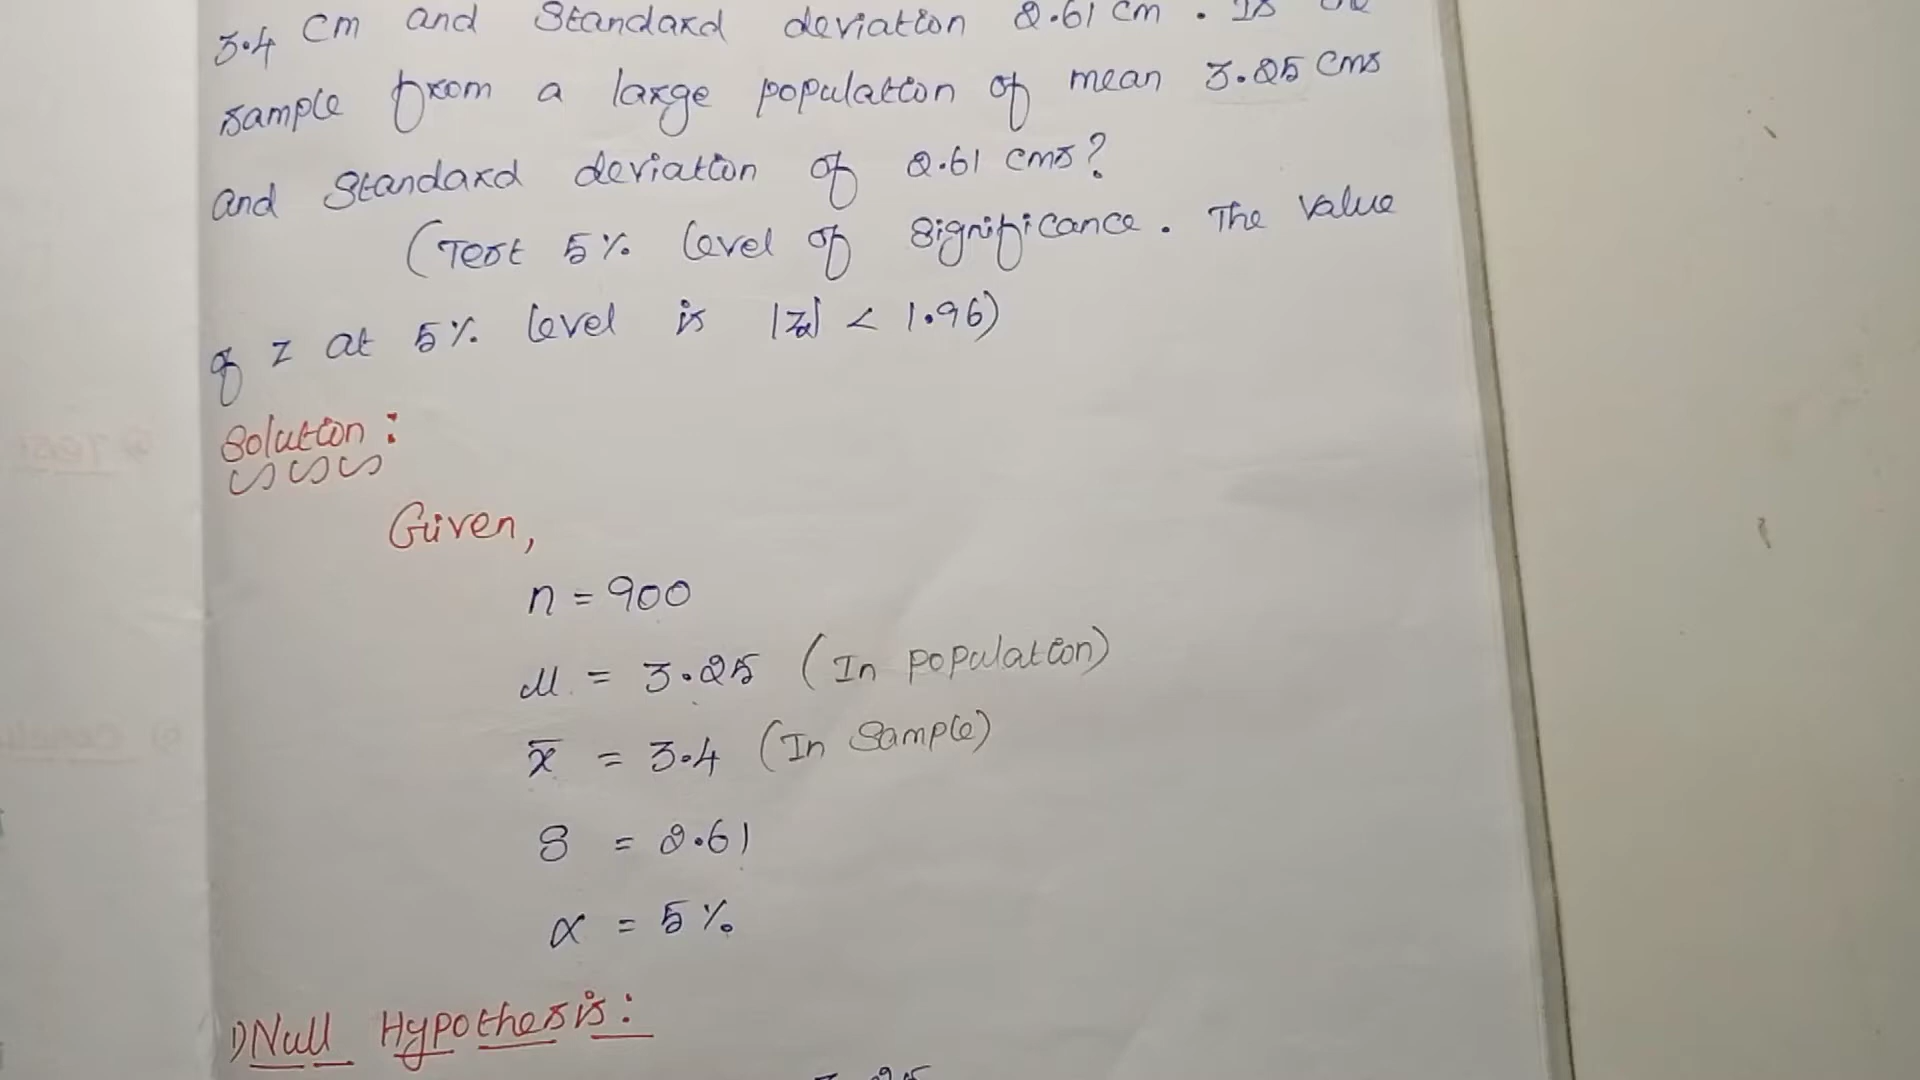 3.4 cm and Standard deviation 2.61 cm. Is
sample from a large population of mean 3.25 cms
and Standard deviation of 2.61 cms?
(Test 5% level of significance. The value
of z at 5% level is |zα| < 1.96)
Solution:
Given,
n = 900
μ = 3.25 (In population)
x̄ = 3.4 (In Sample)
S = 2.61
α = 5%
1) Null Hypothesis: